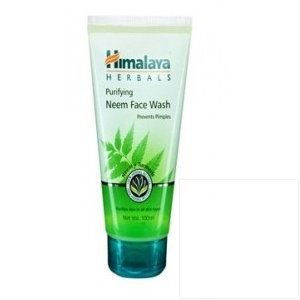 Himalaya
HERBALS
Purifying
Neem Face Wash
Prevents Pimples
Net Vol. 100ml